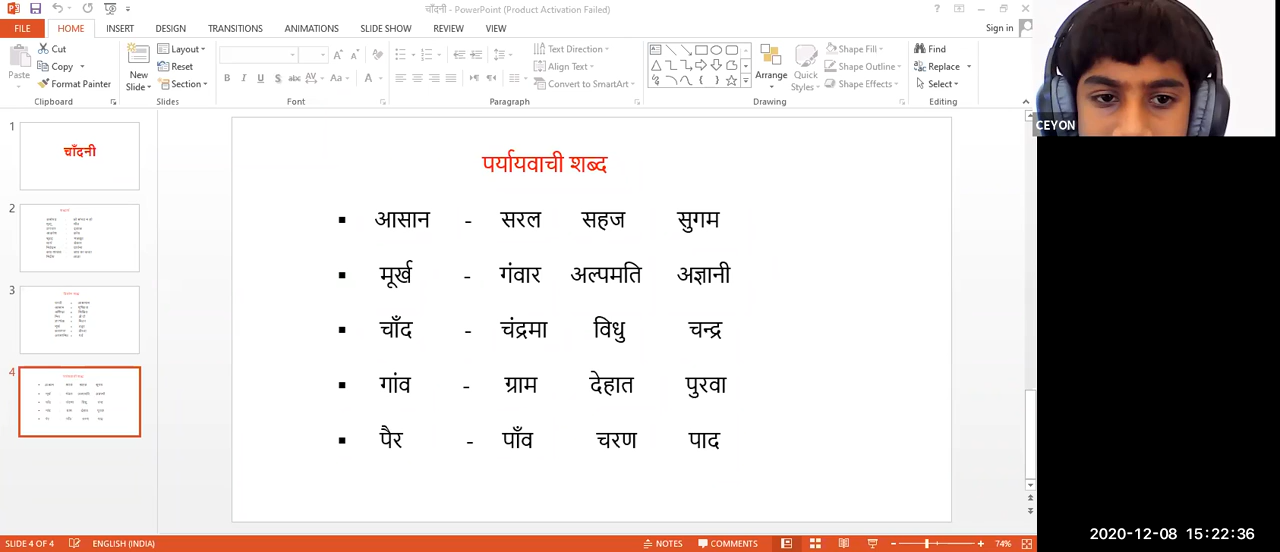 चाँदनी - PowerPoint (Product Activation Failed)
FILE HOME INSERT DESIGN TRANSITIONS ANIMATIONS SLIDE SHOW REVIEW VIEW Sign in
Paste Cut Copy Format Painter
New Slide Layout Reset Section
B I U S abc AV Aa A
Text Direction Align Text Convert to SmartArt
Arrange Quick Styles Shape Fill Shape Outline Shape Effects
Find Replace Select
Clipboard Slides Font Paragraph Drawing Editing
CEYON
1
चाँदनी
2
3
4
पर्यायवाची शब्द
▪ आसान - सरल सहज सुगम
▪ मूर्ख - गंवार अल्पमति अज्ञानी
▪ चाँद - चंद्रमा विधु चन्द्र
▪ गांव - ग्राम देहात पुरवा
▪ पैर - पाँव चरण पाद
SLIDE 4 OF 4 ENGLISH (INDIA) NOTES COMMENTS 74%
2020-12-08 15:22:36